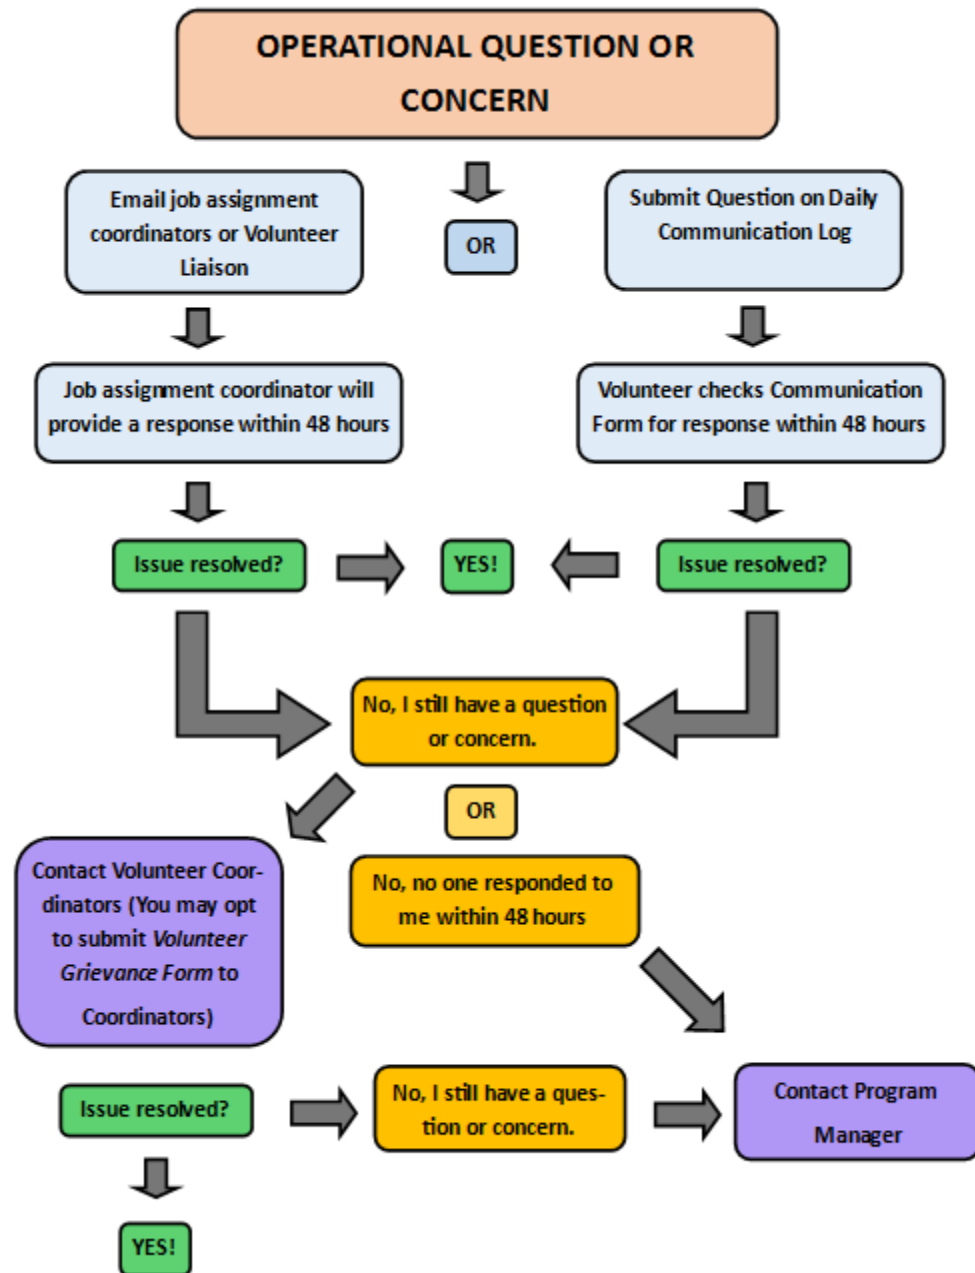 OPERATIONAL QUESTION OR
CONCERN
Email job assignment
coordinators or Volunteer
Liaison
OR
Submit Question on Daily
Communication Log
Job assignment coordinator will
provide a response within 48 hours
Volunteer checks Communication
Form for response within 48 hours
Issue resolved?
YES!
Issue resolved?
No, I still have a question
or concern.
OR
Contact Volunteer Coor-
dinators (You may opt
to submit Volunteer
Grievance Form to
Coordinators)
No, no one responded to
me within 48 hours
Issue resolved?
No, I still have a ques-
tion or concern.
Contact Program
Manager
YES!